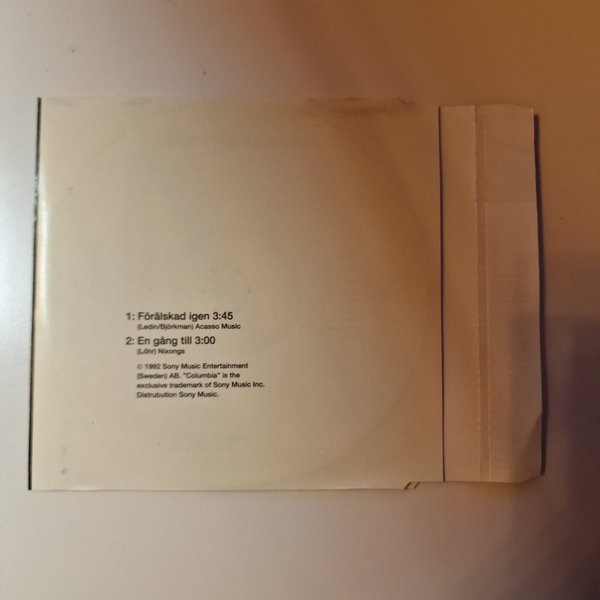 1: Förälskad igen 3:45
(Ledin/Björkman) Acasso Music
2: En gång till 3:00
(Löhr) Nixongs
© 1992 Sony Music Entertainment
(Sweden) AB. "Columbia" is the
exclusive trademark of Sony Music Inc.
Distrubution Sony Music.